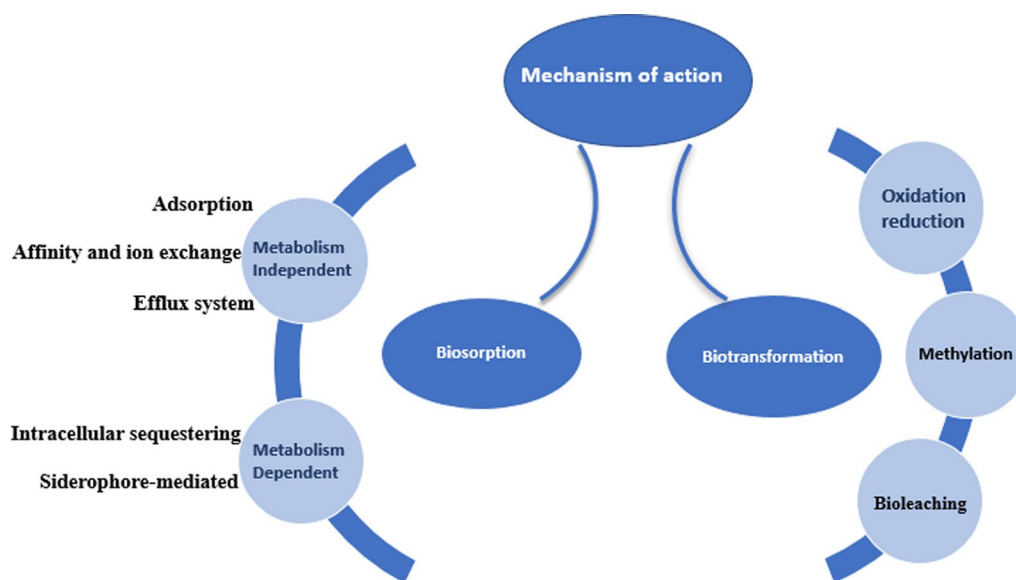 Mechanism of action
Adsorption
Affinity and ion exchange
Efflux system
Metabolism
Independent
Intracellular sequestering
Siderophore-mediated
Metabolism
Dependent
Biosorption
Biotransformation
Oxidation
reduction
Methylation
Bioleaching